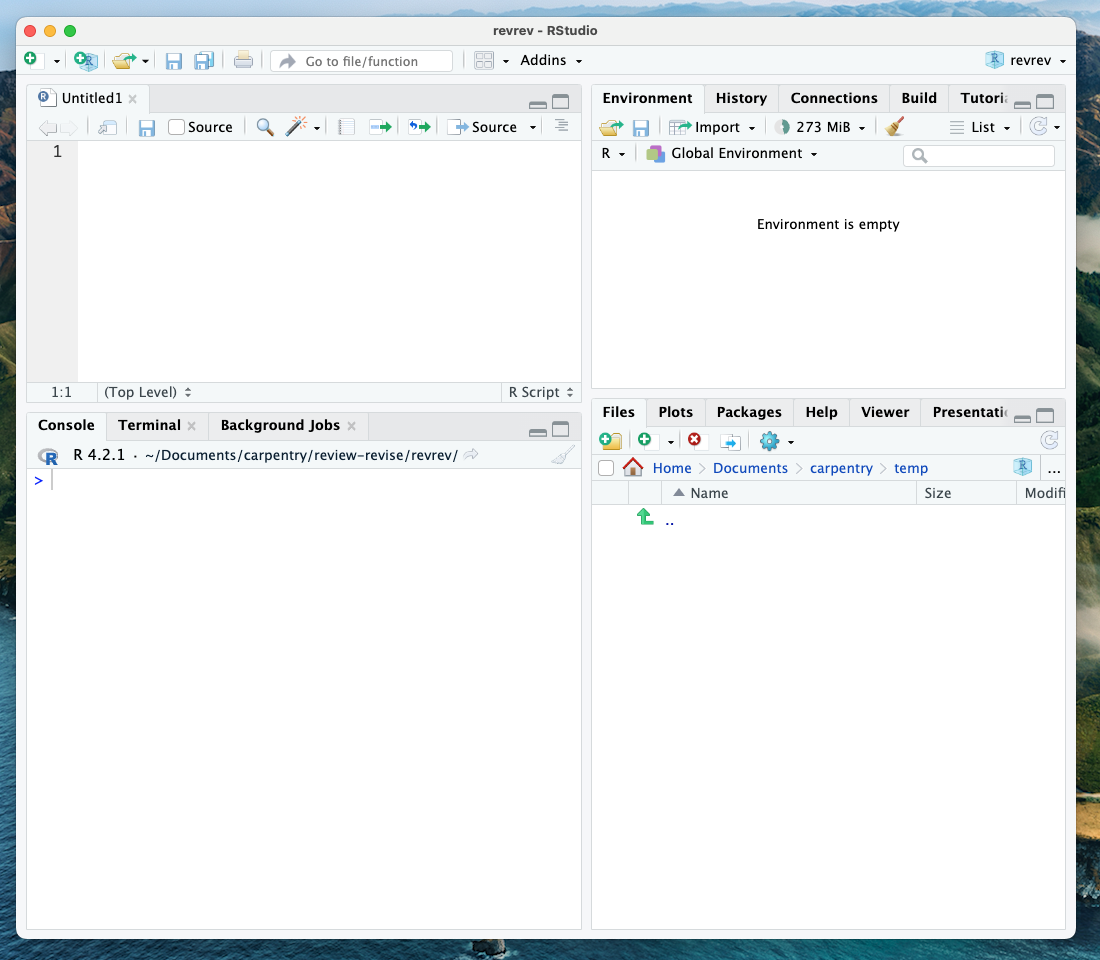 revrev - RStudio
Go to file/function
Addins
R revrev
Untitled1
Source
Source
1
1:1 (Top Level) R Script
Console Terminal Background Jobs
R 4.2.1 · ~/Documents/carpentry/review-revise/revrev/
>
Environment History Connections Build Tutoria
Import 273 MiB List
R Global Environment
Environment is empty
Files Plots Packages Help Viewer Presentatio
Home Documents carpentry temp ...
Name Size Modifi
..